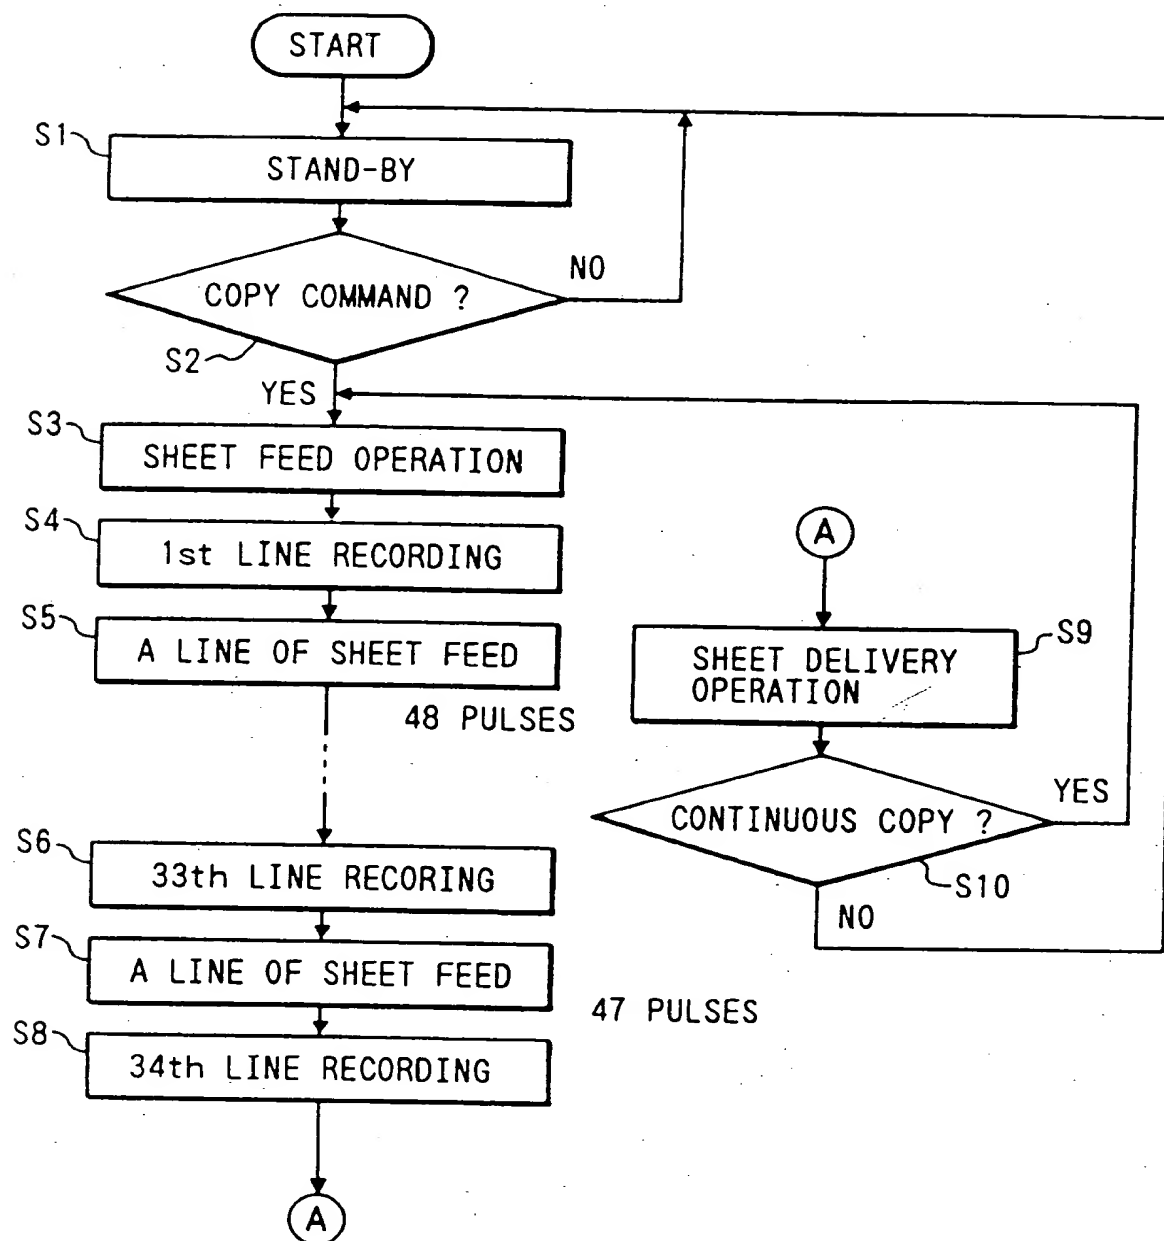 START
S1
STAND-BY
COPY COMMAND ?
NO
S2
YES
S3
SHEET FEED OPERATION
S4
1st LINE RECORDING
S5
A LINE OF SHEET FEED
48 PULSES
S6
33th LINE RECORING
S7
A LINE OF SHEET FEED
47 PULSES
S8
34th LINE RECORDING
A
A
S9
SHEET DELIVERY
OPERATION
CONTINUOUS COPY ?
YES
S10
NO